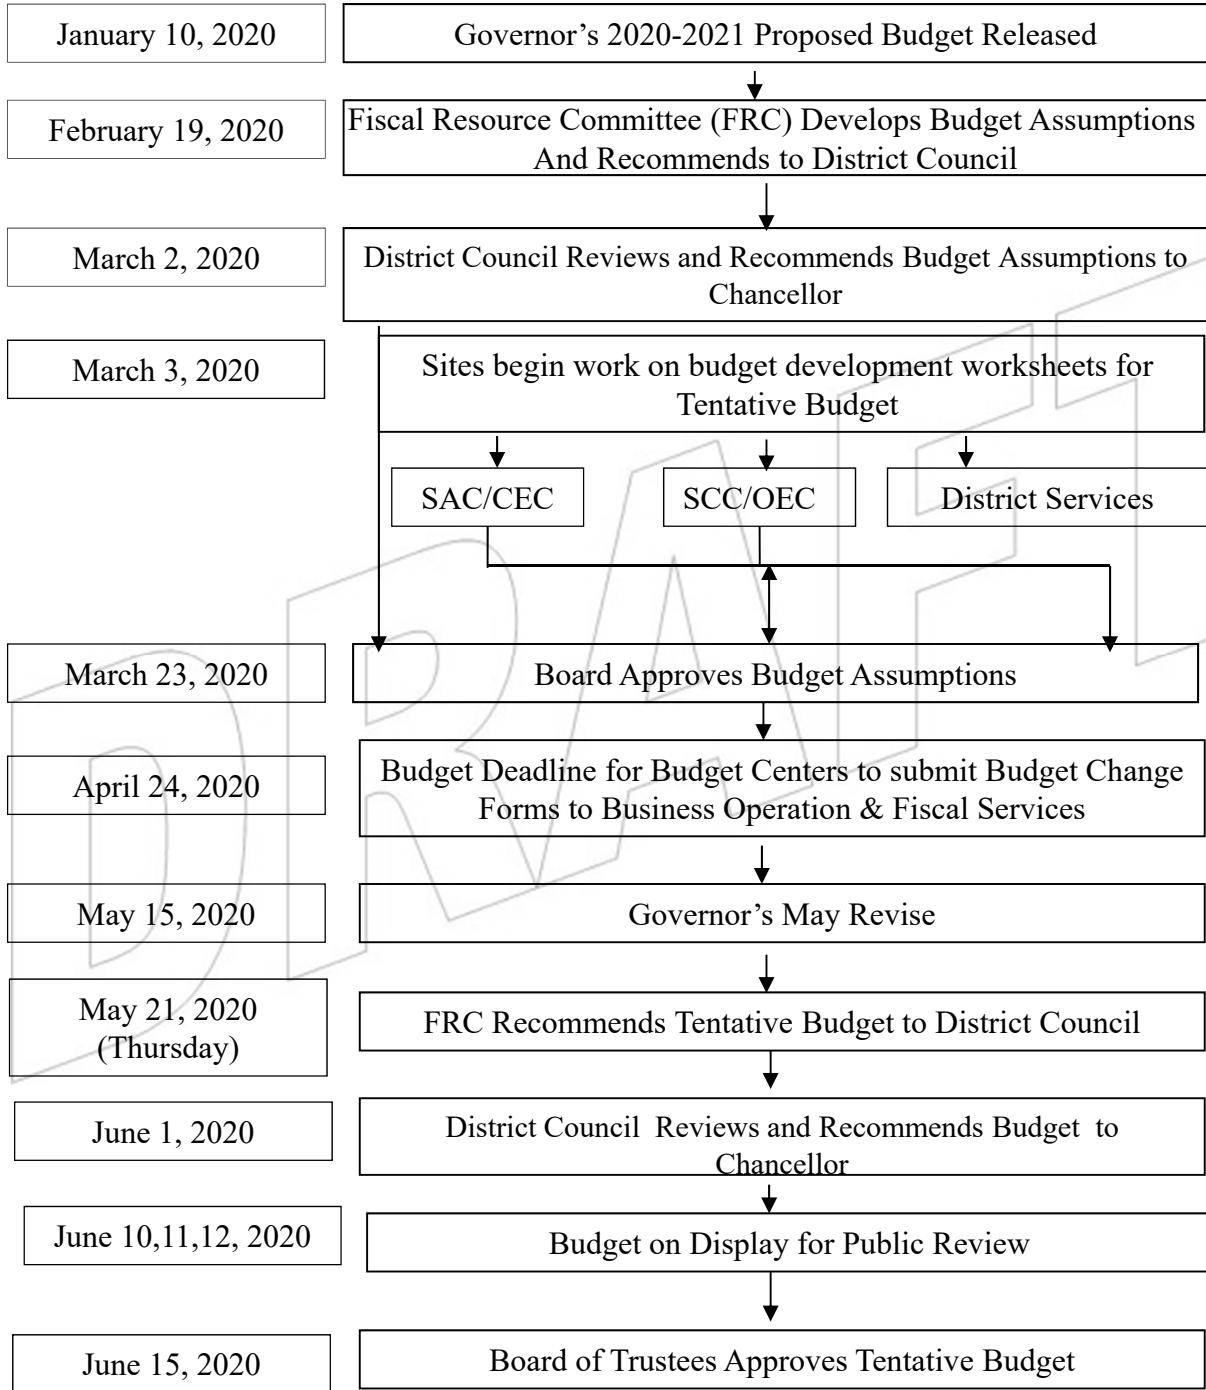 January 10, 2020
Governor’s 2020-2021 Proposed Budget Released
February 19, 2020
Fiscal Resource Committee (FRC) Develops Budget Assumptions
And Recommends to District Council
March 2, 2020
District Council Reviews and Recommends Budget Assumptions to
Chancellor
March 3, 2020
Sites begin work on budget development worksheets for
Tentative Budget
SAC/CEC
SCC/OEC
District Services
March 23, 2020
Board Approves Budget Assumptions
April 24, 2020
Budget Deadline for Budget Centers to submit Budget Change
Forms to Business Operation & Fiscal Services
May 15, 2020
Governor’s May Revise
May 21, 2020
(Thursday)
FRC Recommends Tentative Budget to District Council
June 1, 2020
District Council Reviews and Recommends Budget to
Chancellor
June 10,11,12, 2020
Budget on Display for Public Review
June 15, 2020
Board of Trustees Approves Tentative Budget
DRAFT